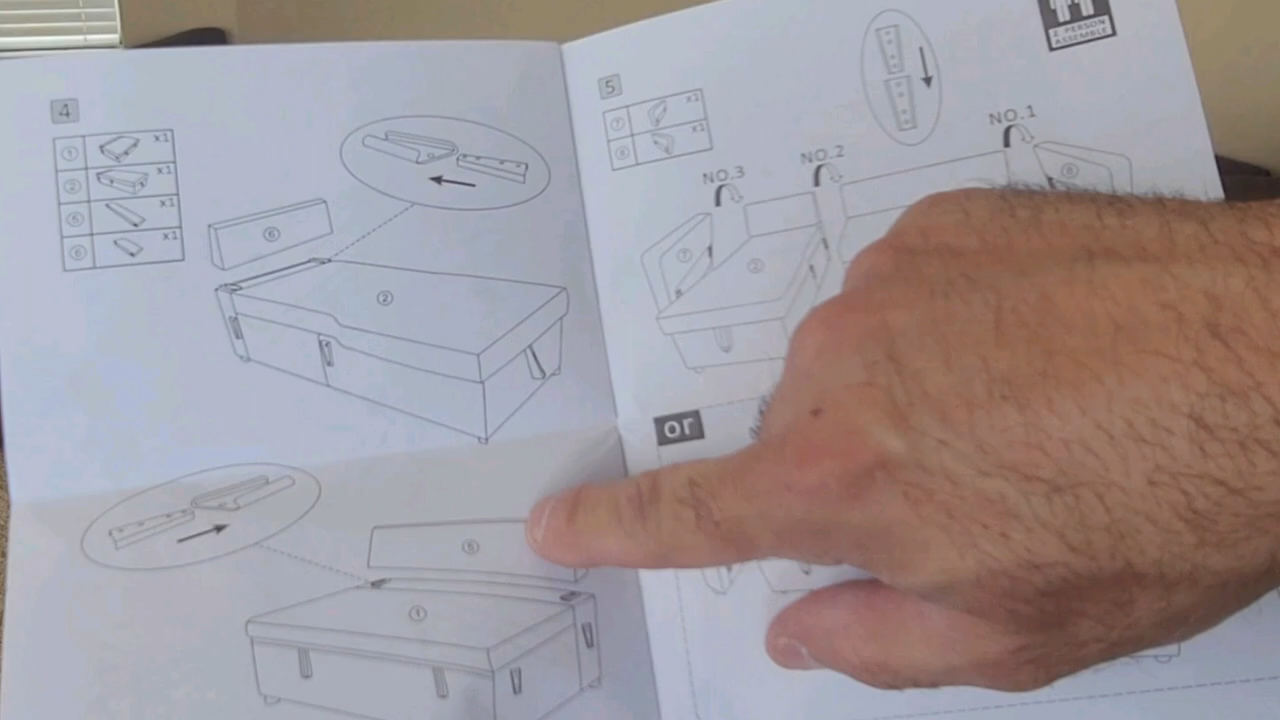 4
① x1
② x1
⑤ x1
⑥ x1
⑥
②
⑤
①
2 PERSON
ASSEMBLE
5
⑦ x1
⑧ x1
NO.1
NO.2
NO.3
⑧
⑦
②
or